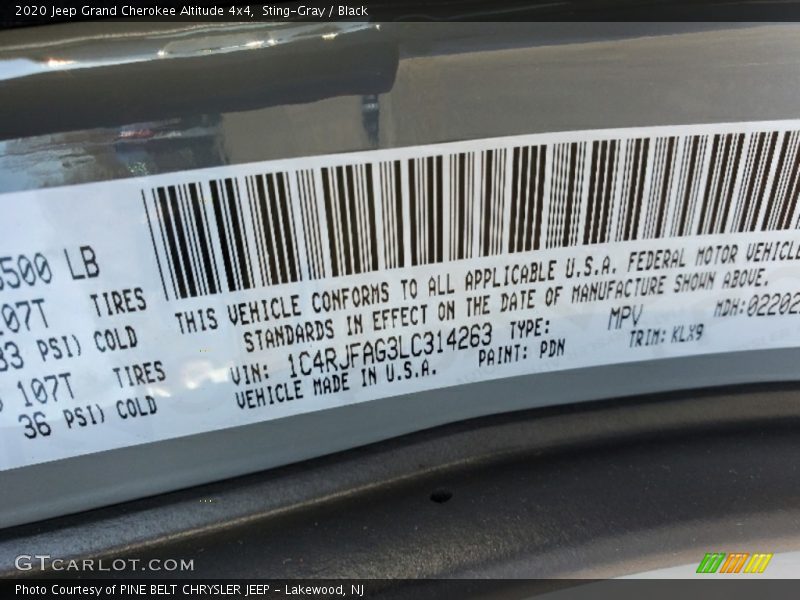 2020 Jeep Grand Cherokee Altitude 4x4, Sting-Gray / Black
500 LB
107T TIRES
33 PSI) COLD
107T TIRES
36 PSI) COLD
THIS VEHICLE CONFORMS TO ALL APPLICABLE U.S.A. FEDERAL MOTOR VEHICLE
STANDARDS IN EFFECT ON THE DATE OF MANUFACTURE SHOWN ABOVE.
VIN: 1C4RJFAG3LC314263 TYPE: MPV MDH:02202
VEHICLE MADE IN U.S.A. PAINT: PDN TRIM: KLX9
GTCARLOT.COM
Photo Courtesy of PINE BELT CHRYSLER JEEP - Lakewood, NJ